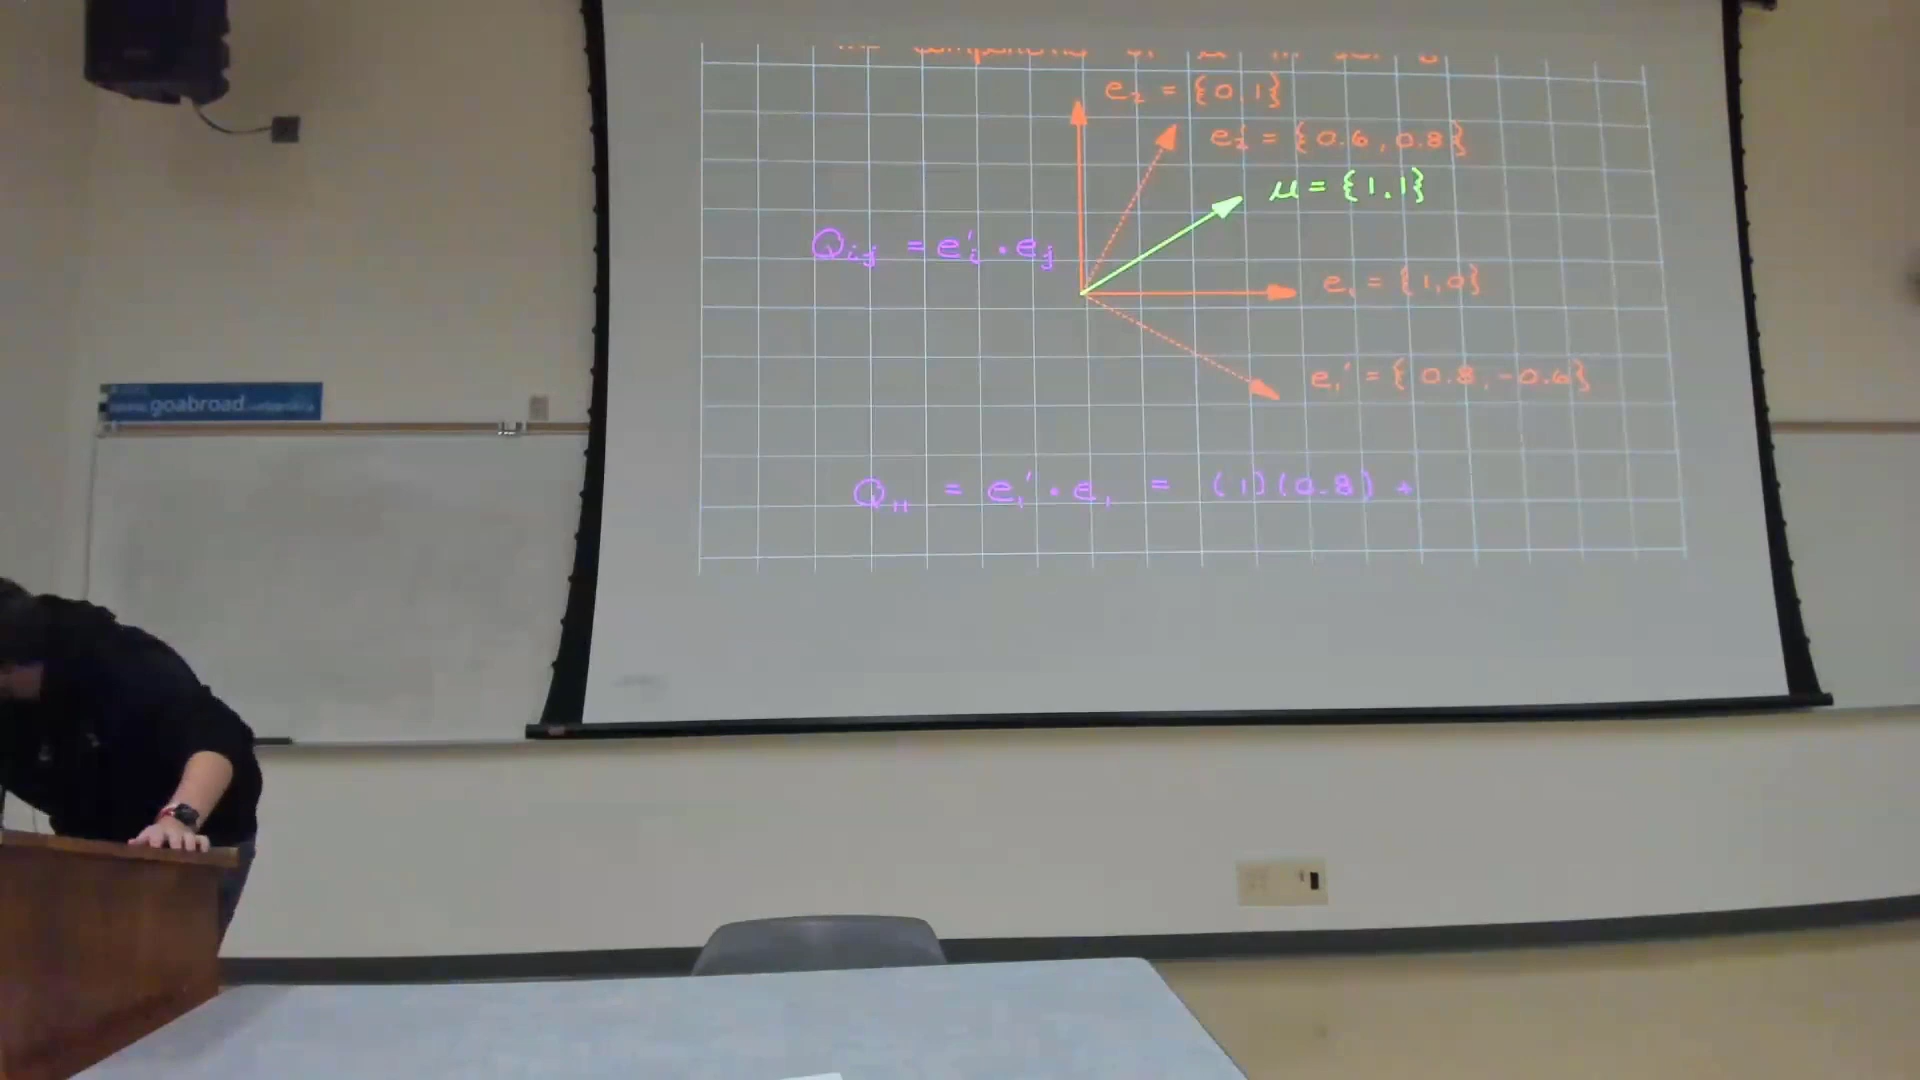 components
e₂ = {0,1}
e₂' = {0.6, 0.8}
u = {1,1}
Qij = ei' · ej
e₁ = {1,0}
e₁' = {0.8, -0.6}
Q₁₁ = e₁' · e₁ = (1)(0.8) +
goabroad